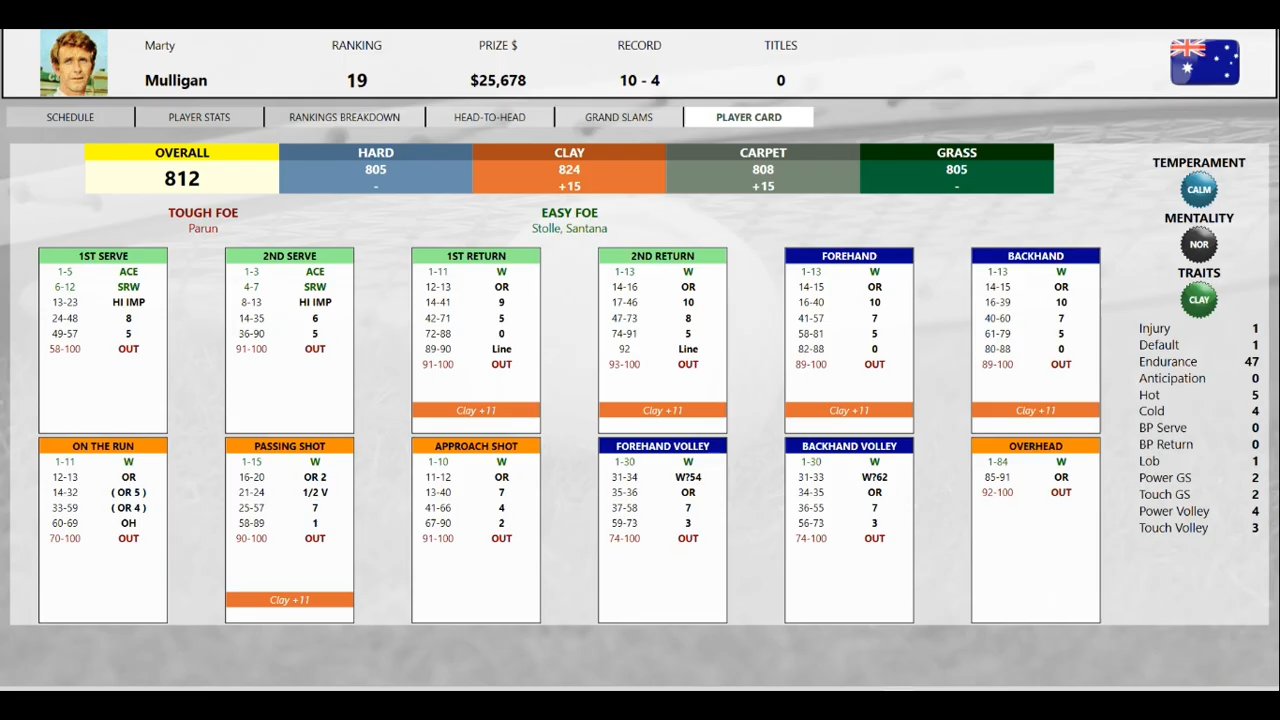 Marty RANKING PRIZE $ RECORD TITLES
Mulligan 19 $25,678 10 - 4 0
SCHEDULE PLAYER STATS RANKINGS BREAKDOWN HEAD-TO-HEAD GRAND SLAMS PLAYER CARD
OVERALL HARD CLAY CARPET GRASS
812 805 824 808 805
- +15 +15 -
TOUGH FOE EASY FOE
Parun Stolle, Santana
1ST SERVE
1-5 ACE
6-12 SRW
13-23 HI IMP
24-48 8
49-57 5
58-100 OUT
2ND SERVE
1-3 ACE
4-7 SRW
8-13 HI IMP
14-35 6
36-90 5
91-100 OUT
1ST RETURN
1-11 W
12-13 OR
14-41 9
42-71 5
72-88 0
89-90 Line
91-100 OUT
Clay +11
2ND RETURN
1-13 W
14-16 OR
17-46 10
47-73 8
74-91 5
92 Line
93-100 OUT
Clay +11
FOREHAND
1-13 W
14-15 OR
16-40 10
41-57 7
58-81 5
82-88 0
89-100 OUT
Clay +11
BACKHAND
1-13 W
14-15 OR
16-39 10
40-60 7
61-79 5
80-88 0
89-100 OUT
Clay +11
ON THE RUN
1-11 W
12-13 OR
14-32 ( OR 5 )
33-59 ( OR 4 )
60-69 OH
70-100 OUT
PASSING SHOT
1-15 W
16-20 OR 2
21-24 1/2 V
25-57 7
58-89 1
90-100 OUT
Clay +11
APPROACH SHOT
1-10 W
11-12 OR
13-40 7
41-66 4
67-90 2
91-100 OUT
FOREHAND VOLLEY
1-30 W
31-34 W?54
35-36 OR
37-58 7
59-73 3
74-100 OUT
BACKHAND VOLLEY
1-30 W
31-33 W?62
34-35 OR
36-55 7
56-73 3
74-100 OUT
OVERHEAD
1-84 W
85-91 OR
92-100 OUT
TEMPERAMENT
CALM
MENTALITY
NOR
TRAITS
CLAY
Injury 1
Default 1
Endurance 47
Anticipation 0
Hot 5
Cold 4
BP Serve 0
BP Return 0
Lob 1
Power GS 2
Touch GS 2
Power Volley 4
Touch Volley 3